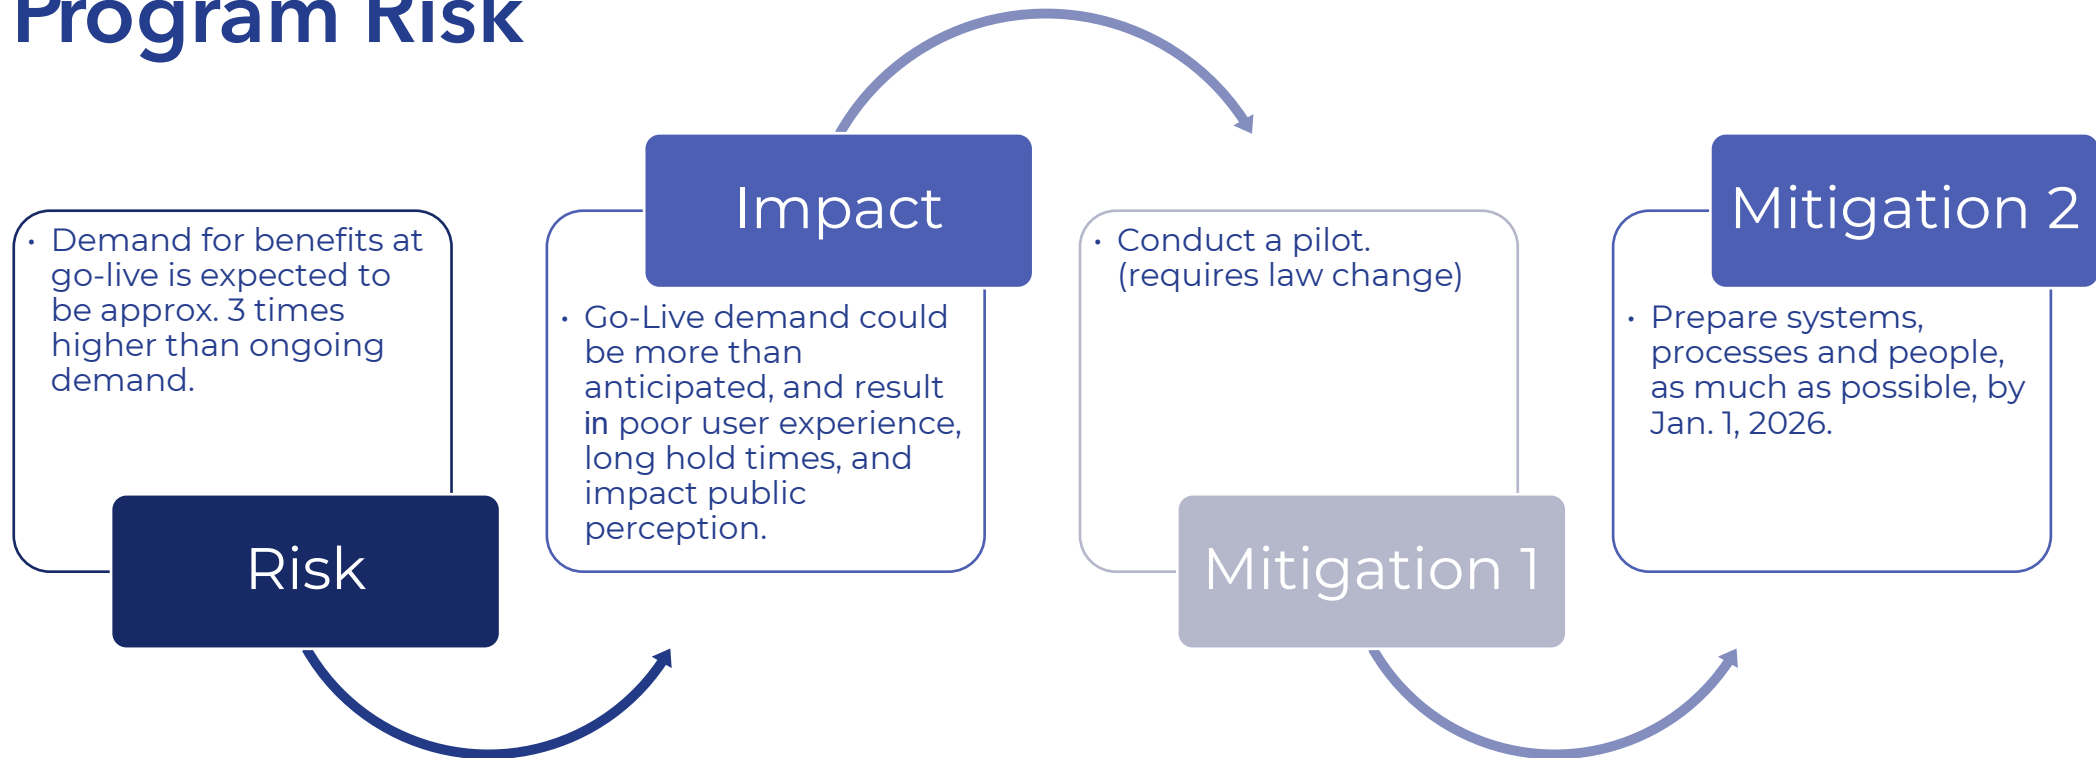 Program Risk
• Demand for benefits at
go-live is expected to
be approx. 3 times
higher than ongoing
demand.
Risk
Impact
• Go-Live demand could
be more than
anticipated, and result
in poor user experience,
long hold times, and
impact public
perception.
• Conduct a pilot.
(requires law change)
Mitigation 1
Mitigation 2
• Prepare systems,
processes and people,
as much as possible, by
Jan. 1, 2026.